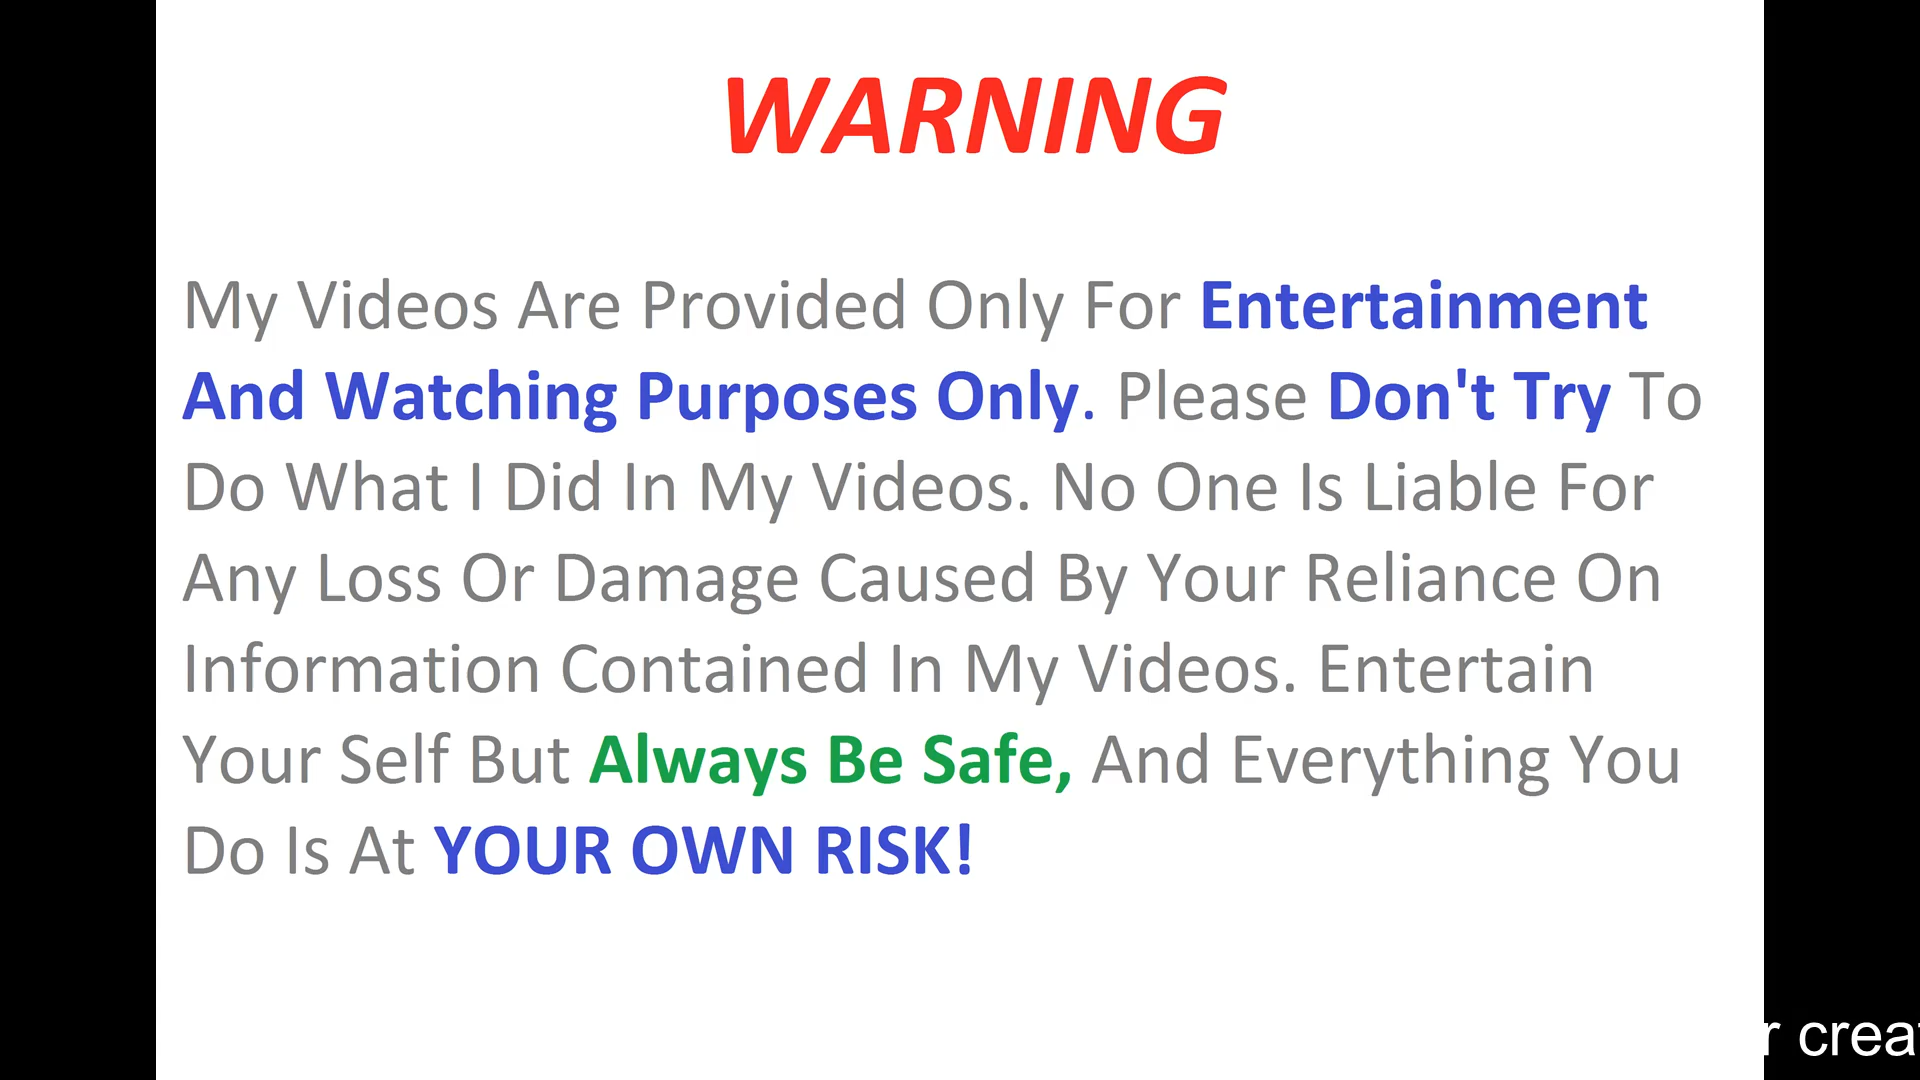 WARNING
My Videos Are Provided Only For Entertainment
And Watching Purposes Only. Please Don't Try To
Do What I Did In My Videos. No One Is Liable For
Any Loss Or Damage Caused By Your Reliance On
Information Contained In My Videos. Entertain
Your Self But Always Be Safe, And Everything You
Do Is At YOUR OWN RISK!